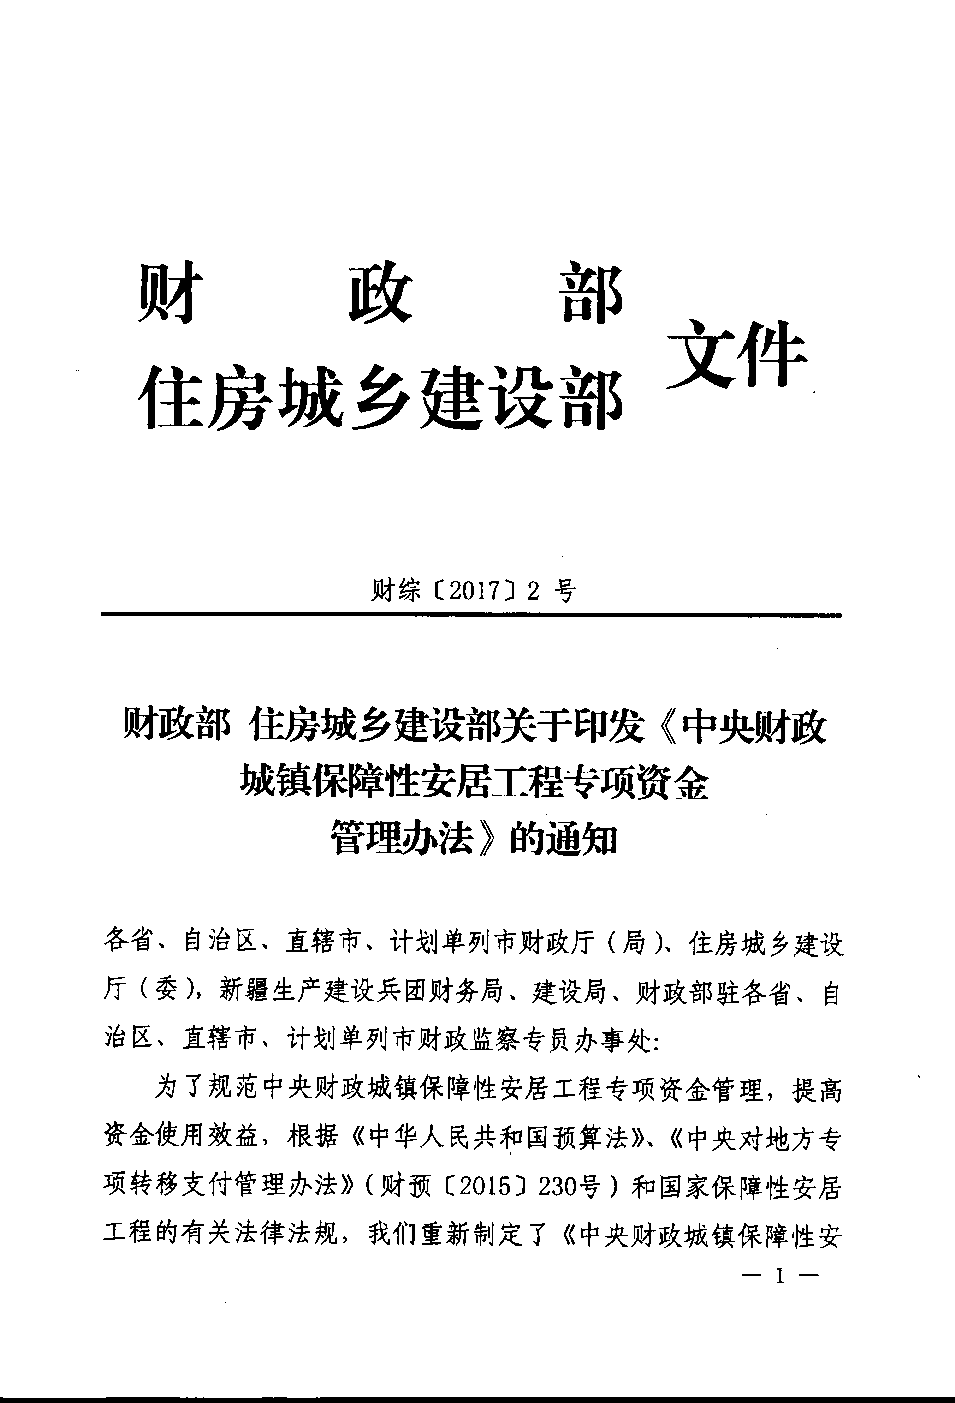 财政部
住房城乡建设部
文件
财综〔2017〕2 号
财政部 住房城乡建设部关于印发《中央财政
城镇保障性安居工程专项资金
管理办法》的通知
各省、自治区、直辖市、计划单列市财政厅（局）、住房城乡建设
厅（委），新疆生产建设兵团财务局、建设局、财政部驻各省、自
治区、直辖市、计划单列市财政监察专员办事处：
为了规范中央财政城镇保障性安居工程专项资金管理，提高
资金使用效益，根据《中华人民共和国预算法》、《中央对地方专
项转移支付管理办法》（财预〔2015〕230号）和国家保障性安居
工程的有关法律法规，我们重新制定了《中央财政城镇保障性安
— 1 —